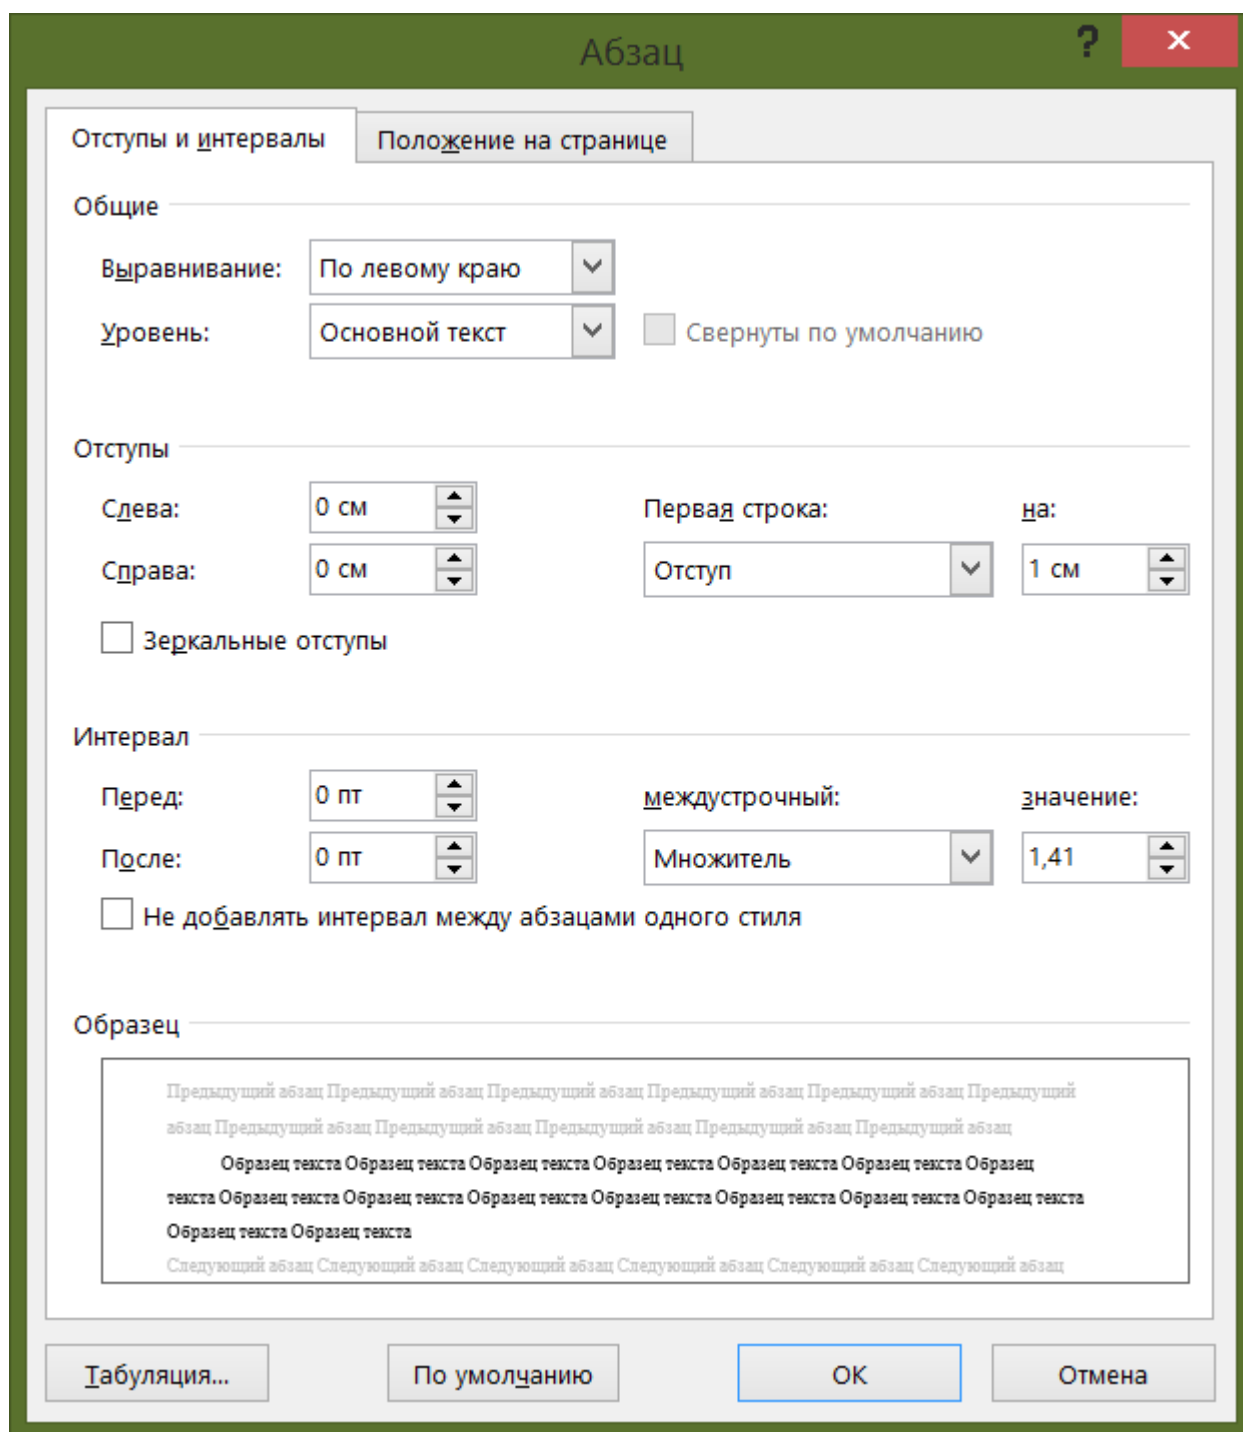 Абзац ?
Отступы и интервалы Положение на странице
Общие
Выравнивание: По левому краю
Уровень: Основной текст Свернуты по умолчанию
Отступы
Слева: 0 см Первая строка: на:
Справа: 0 см Отступ 1 см
Зеркальные отступы
Интервал
Перед: 0 пт междустрочный: значение:
После: 0 пт Множитель 1,41
Не добавлять интервал между абзацами одного стиля
Образец
Предыдущий абзац Предыдущий абзац Предыдущий абзац Предыдущий абзац Предыдущий абзац Предыдущий
абзац Предыдущий абзац Предыдущий абзац Предыдущий абзац Предыдущий абзац Предыдущий абзац
Образец текста Образец текста Образец текста Образец текста Образец текста Образец текста Образец
текста Образец текста Образец текста Образец текста Образец текста Образец текста Образец текста Образец текста
Образец текста Образец текста
Следующий абзац Следующий абзац Следующий абзац Следующий абзац Следующий абзац Следующий абзац
Табуляция... По умолчанию ОК Отмена